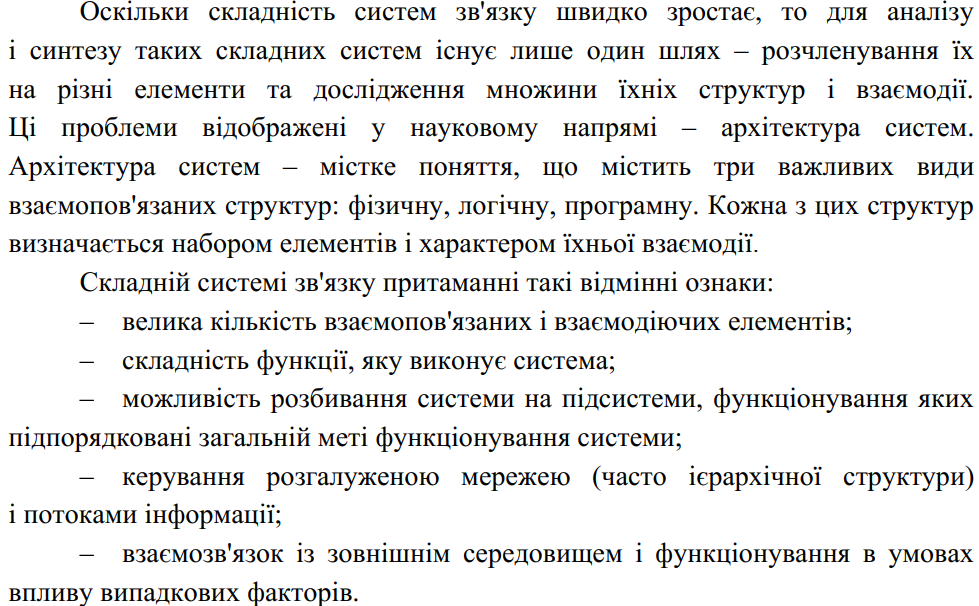 Оскільки складність систем зв'язку швидко зростає, то для аналізу
і синтезу таких складних систем існує лише один шлях – розчленування їх
на різні елементи та дослідження множини їхніх структур і взаємодії.
Ці проблеми відображені у науковому напрямі – архітектура систем.
Архітектура систем – містке поняття, що містить три важливих види
взаємопов'язаних структур: фізичну, логічну, програмну. Кожна з цих структур
визначається набором елементів і характером їхньої взаємодії.
Складній системі зв'язку притаманні такі відмінні ознаки:
– велика кількість взаємопов'язаних і взаємодіючих елементів;
– складність функції, яку виконує система;
– можливість розбивання системи на підсистеми, функціонування яких
підпорядковані загальній меті функціонування системи;
– керування розгалуженою мережею (часто ієрархічної структури)
і потоками інформації;
– взаємозв'язок із зовнішнім середовищем і функціонування в умовах
впливу випадкових факторів.